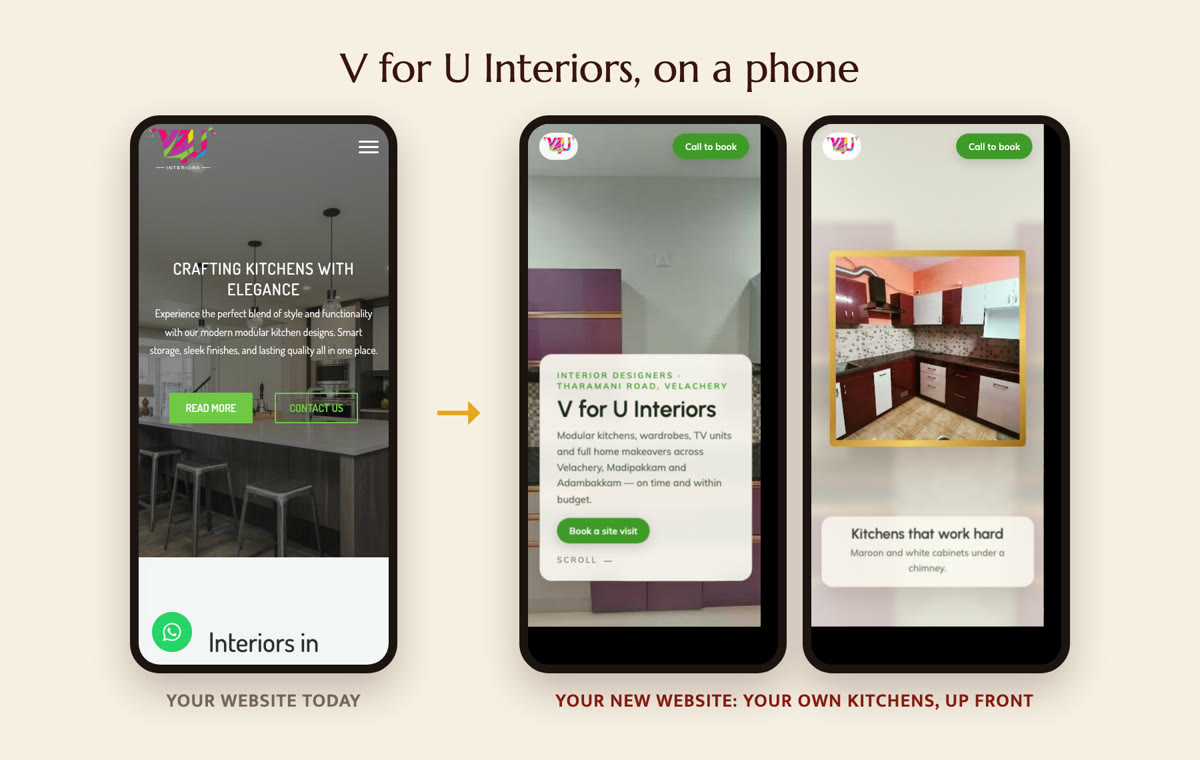 V for U Interiors, on a phone
V4U
INTERIORS
CRAFTING KITCHENS WITH
ELEGANCE
Experience the perfect blend of style and functionality
with our modern modular kitchen designs. Smart
storage, sleek finishes, and lasting quality all in one place.
READ MORE
CONTACT US
Interiors in
YOUR WEBSITE TODAY
V4U
Call to book
INTERIOR DESIGNERS ·
THARAMANI ROAD, VELACHERY
V for U Interiors
Modular kitchens, wardrobes, TV units
and full home makeovers across
Velachery, Madipakkam and
Adambakkam — on time and within
budget.
Book a site visit
SCROLL —
V4U
Call to book
Kitchens that work hard
Maroon and white cabinets under a
chimney.
YOUR NEW WEBSITE: YOUR OWN KITCHENS, UP FRONT